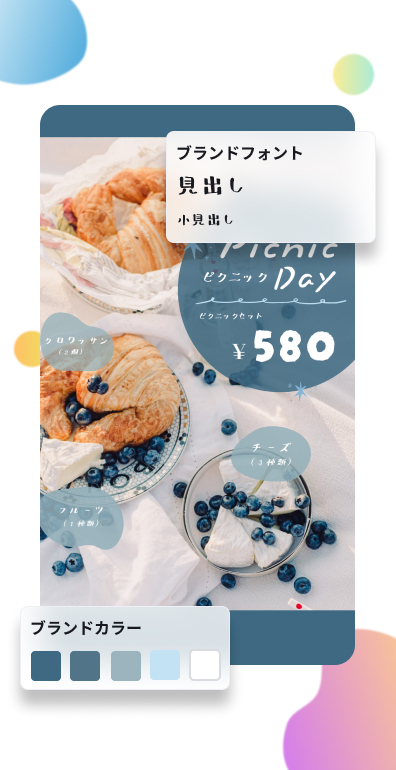 ブランドフォント
見出し
小見出し
Picnic
ピクニック Day
ピクニックセット
¥580
クロワッサン
(2個)
チーズ
(3種類)
フルーツ
(1種類)
ブランドカラー